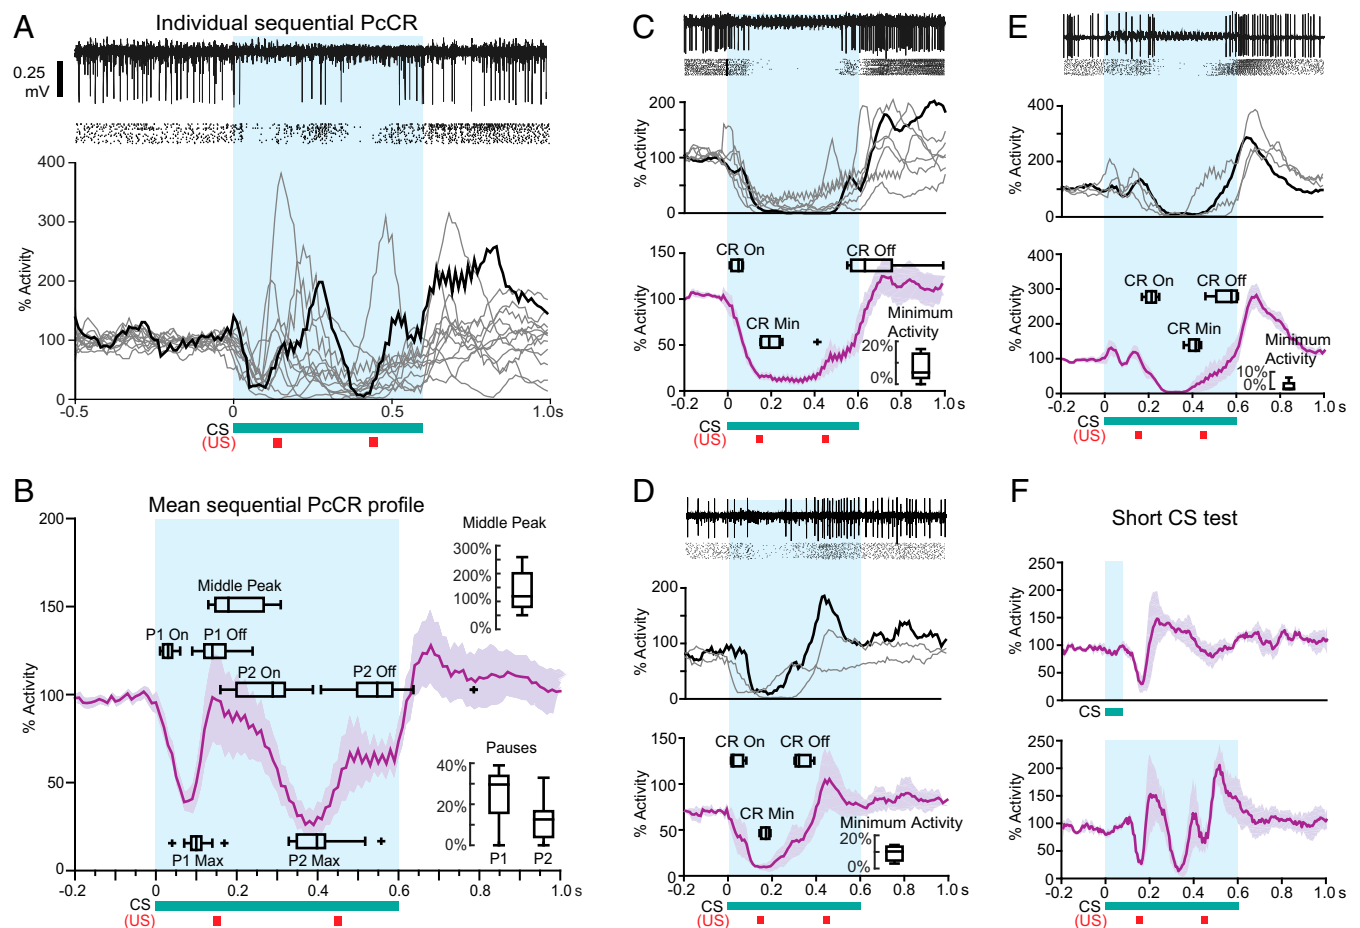 A
Individual sequential PcCR
0.25
mV
400
300
200
100
0
% Activity
-0.5
0
0.5
1.0s
CS
(US)
B
Mean sequential PcCR profile
200
150
100
50
0
% Activity
Middle Peak
P1 On
P1 Off
P2 On
P2 Off
P1 Max
P2 Max
Middle Peak
300%
200%
100%
0%
Pauses
40%
20%
0%
P1
P2
-0.2
0
0.2
0.4
0.6
0.8
1.0s
CS
(US)
C
200
100
0
% Activity
150
100
50
0
% Activity
CR On
CR Off
CR Min
Minimum
Activity
20%
0%
-0.2
0
0.2
0.4
0.6
0.8
1.0s
CS
(US)
D
200
100
0
% Activity
150
100
50
0
% Activity
CR On
CR Off
CR Min
Minimum Activity
20%
0%
-0.2
0
0.2
0.4
0.6
0.8
1.0s
CS
(US)
E
400
200
0
% Activity
400
300
200
100
0
% Activity
CR On
CR Off
CR Min
Minimum
Activity
10%
0%
-0.2
0
0.2
0.4
0.6
0.8
1.0s
CS
(US)
F
Short CS test
250
200
150
100
50
0
% Activity
CS
250
200
150
100
50
0
% Activity
-0.2
0
0.2
0.4
0.6
0.8
1.0s
CS
(US)